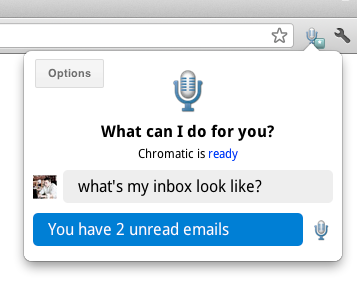 Options
What can I do for you?
Chromatic is ready
what's my inbox look like?
You have 2 unread emails